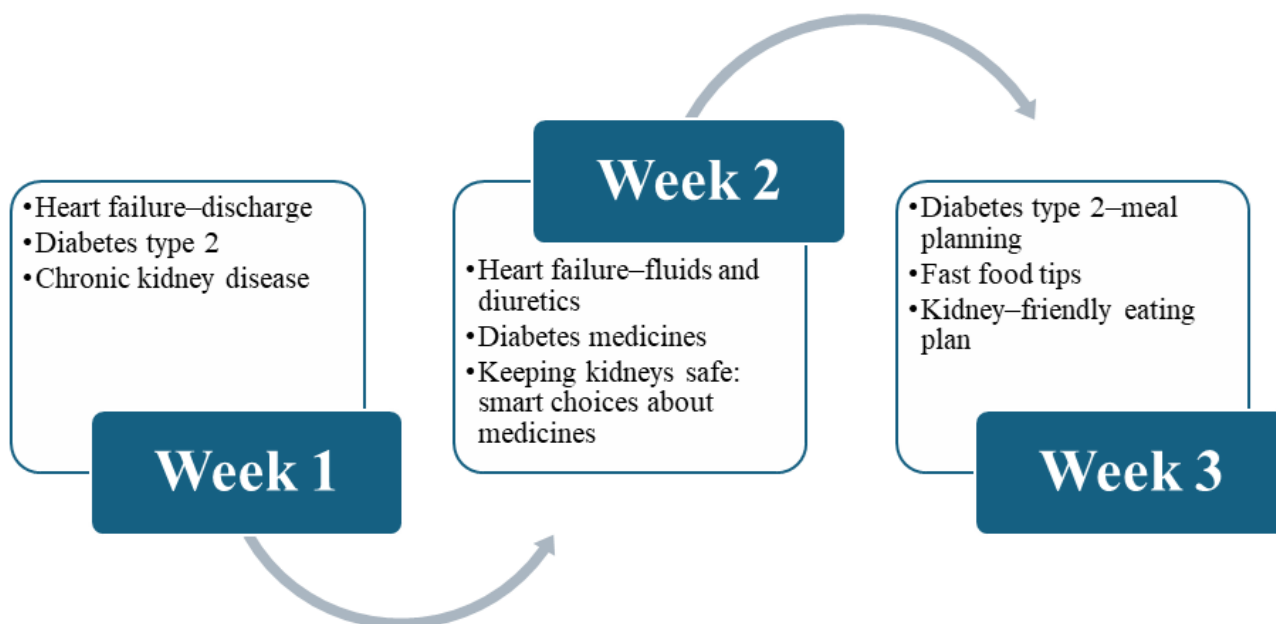 •Heart failure–discharge
•Diabetes type 2
•Chronic kidney disease
Week 1
Week 2
•Heart failure–fluids and
diuretics
•Diabetes medicines
•Keeping kidneys safe:
smart choices about
medicines
•Diabetes type 2–meal
planning
•Fast food tips
•Kidney–friendly eating
plan
Week 3